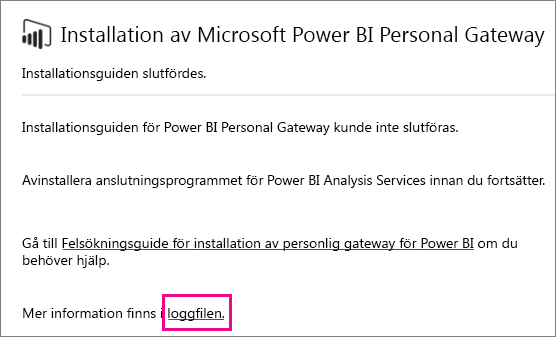 Installation av Microsoft Power BI Personal Gateway
Installationsguiden slutfördes.
Installationsguiden för Power BI Personal Gateway kunde inte slutföras.
Avinstallera anslutningsprogrammet för Power BI Analysis Services innan du fortsätter.
Gå till Felsökningsguide för installation av personlig gateway för Power BI om du
behöver hjälp.
Mer information finns i loggfilen.